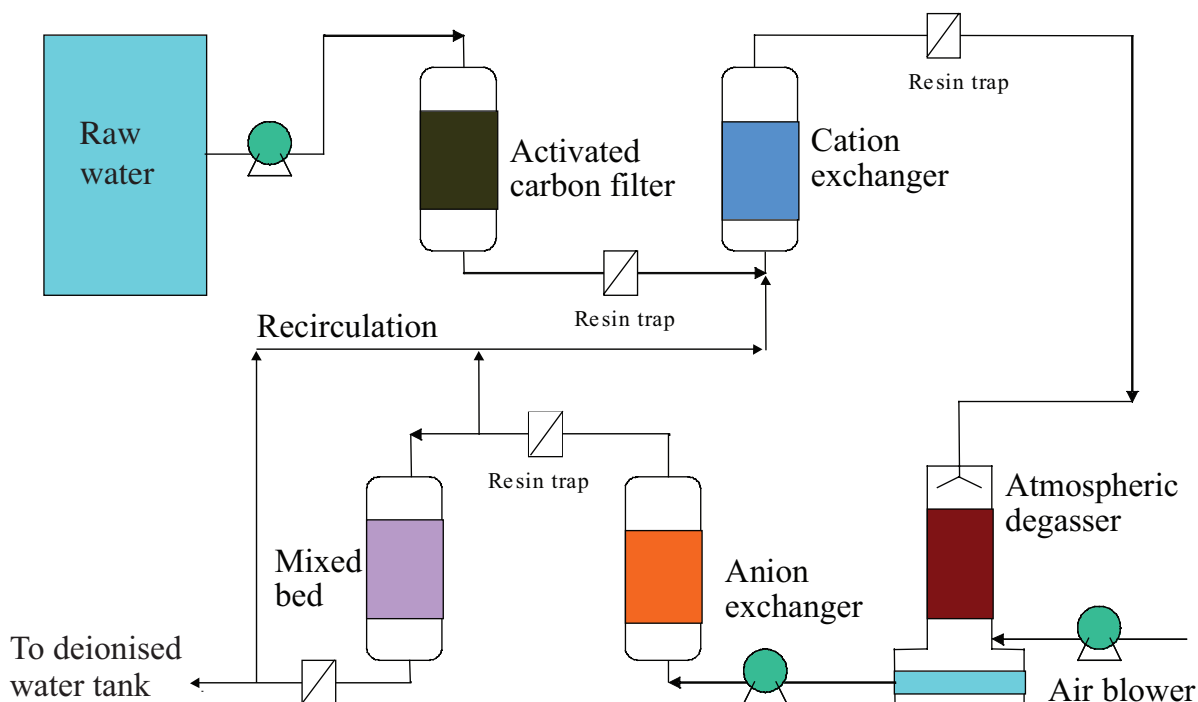 Raw
water
Activated
carbon filter
Cation
exchanger
Resin trap
Resin trap
Recirculation
Resin trap
Mixed
bed
Anion
exchanger
Atmospheric
degasser
To deionised
water tank
Air blower